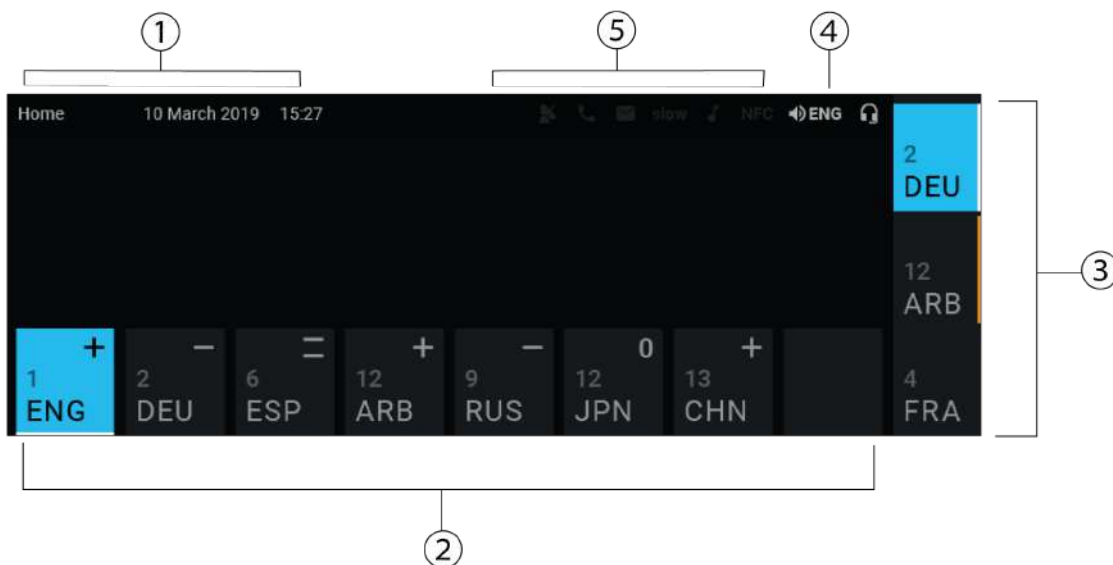 1
5
4
Home 10 March 2019 15:27 slow NFC ENG
2
DEU
3
12
ARB
+ − = + − 0 +
1 2 6 12 9 12 13 4
ENG DEU ESP ARB RUS JPN CHN FRA
2